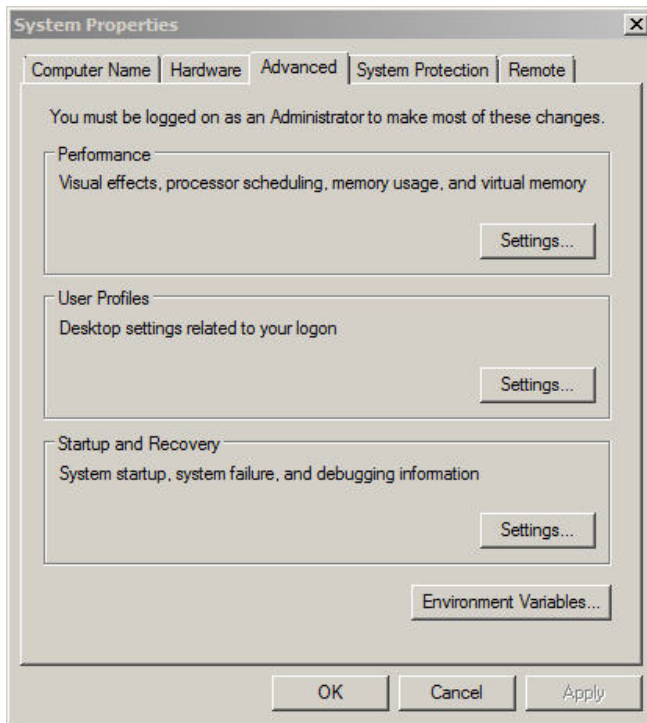 System Properties
Computer Name Hardware Advanced System Protection Remote
You must be logged on as an Administrator to make most of these changes.
Performance
Visual effects, processor scheduling, memory usage, and virtual memory
Settings...
User Profiles
Desktop settings related to your logon
Settings...
Startup and Recovery
System startup, system failure, and debugging information
Settings...
Environment Variables...
OK Cancel Apply